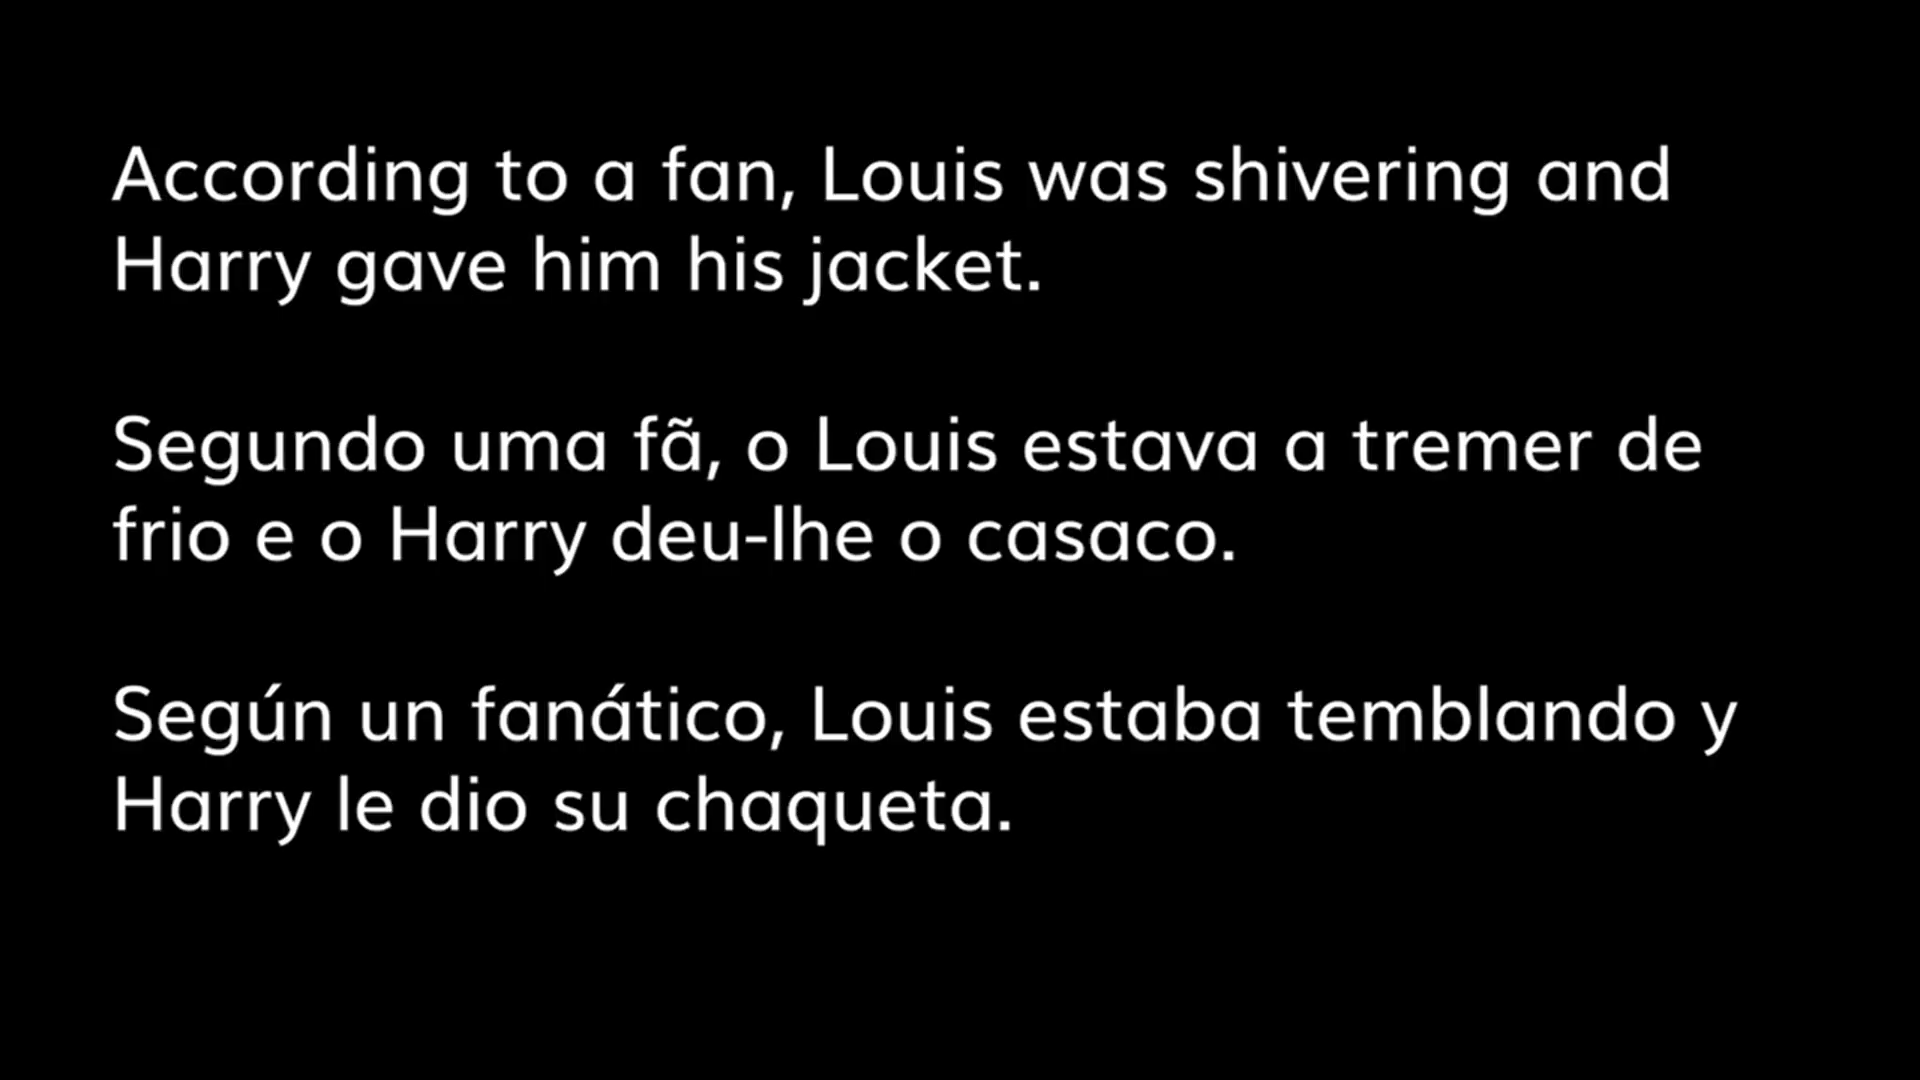 According to a fan, Louis was shivering and
Harry gave him his jacket.
Segundo uma fã, o Louis estava a tremer de
frio e o Harry deu-lhe o casaco.
Según un fanático, Louis estaba temblando y
Harry le dio su chaqueta.